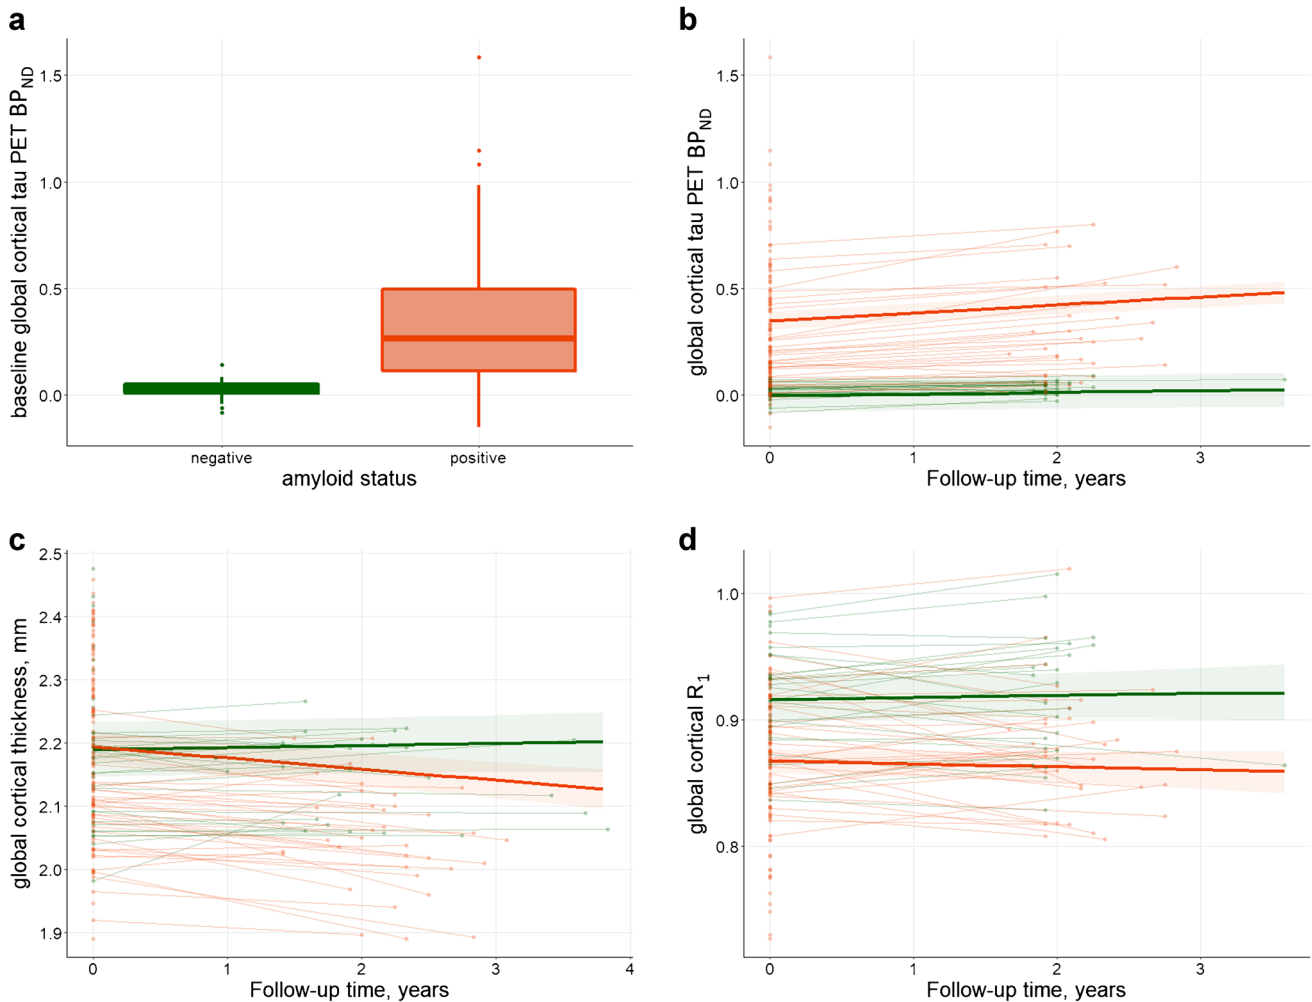 a
baseline global cortical tau PET BP_ND
1.5
1.0
0.5
0.0
negative
positive
amyloid status
b
global cortical tau PET BP_ND
1.5
1.0
0.5
0.0
0
1
2
3
Follow-up time, years
c
global cortical thickness, mm
2.5
2.4
2.3
2.2
2.1
2.0
1.9
0
1
2
3
4
Follow-up time, years
d
global cortical R_1
1.0
0.9
0.8
0
1
2
3
Follow-up time, years